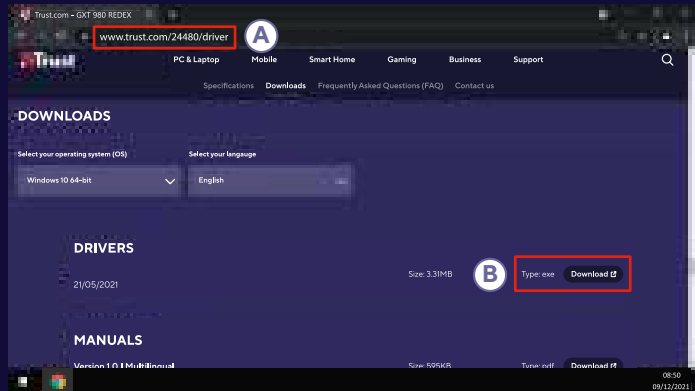 Trust.com – GXT 980 REDEX
www.trust.com/24480/driver
A
Trust
PC & Laptop Mobile Smart Home Gaming Business Support
Specifications Downloads Frequently Asked Questions (FAQ) Contact us
DOWNLOADS
Select your operating system (OS) Select your langauge
Windows 10 64-bit English
DRIVERS
21/05/2021 Size: 3.31MB B Type: exe Download
MANUALS
Version 1.0 | Multilingual Size: 595KB Type: pdf Download
08:50
09/12/2021